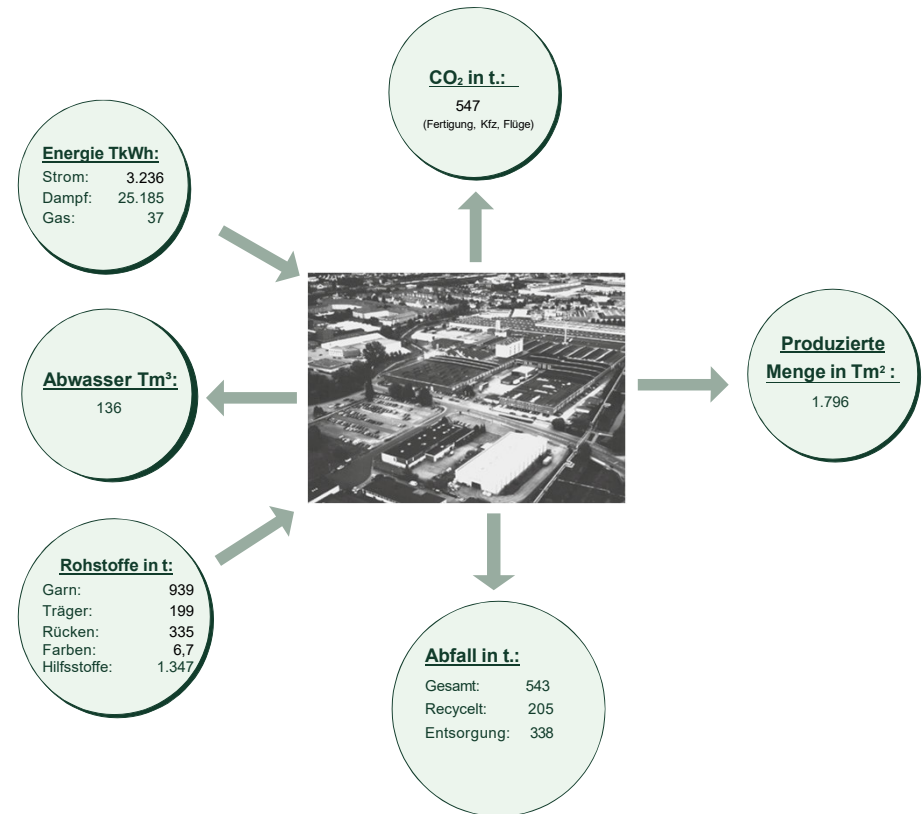 CO₂ in t.:
547
(Fertigung, Kfz, Flüge)
Energie TkWh:
Strom: 3.236
Dampf: 25.185
Gas: 37
Abwasser Tm³:
136
Produzierte
Menge in Tm² :
1.796
Rohstoffe in t:
Garn: 939
Träger: 199
Rücken: 335
Farben: 6,7
Hilfsstoffe: 1.347
Abfall in t.:
Gesamt: 543
Recycelt: 205
Entsorgung: 338